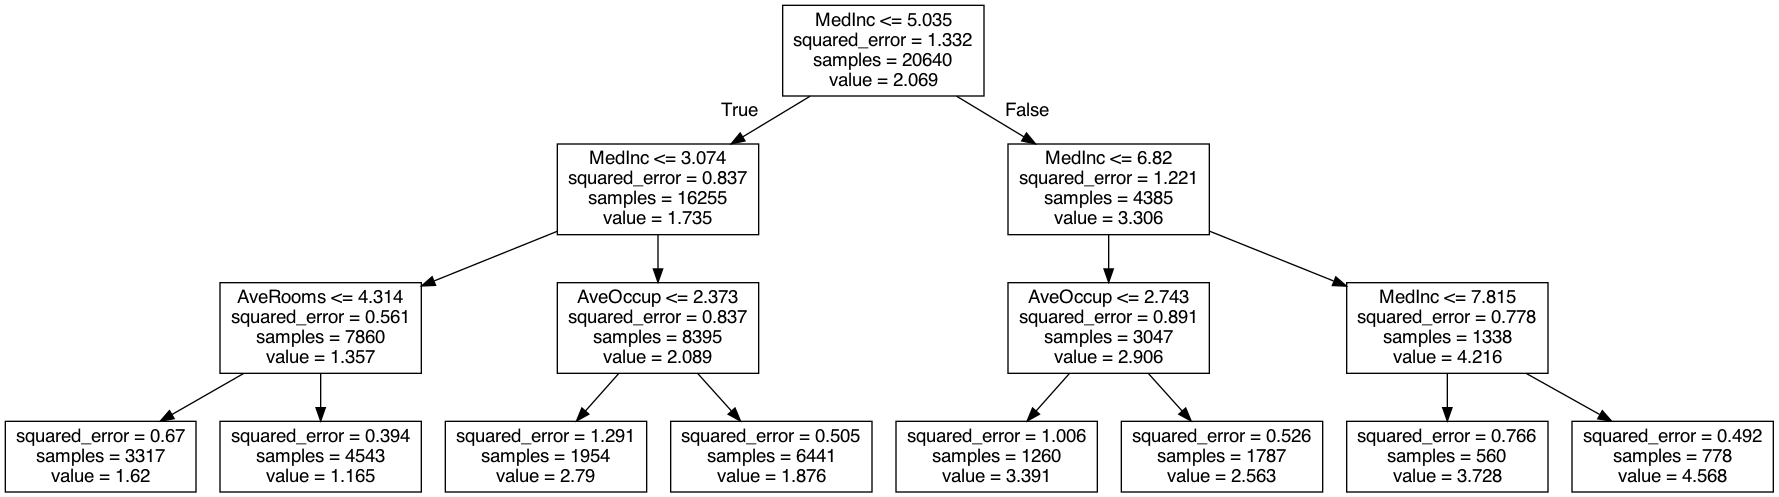 MedInc <= 5.035
squared_error = 1.332
samples = 20640
value = 2.069
True
False
MedInc <= 3.074
squared_error = 0.837
samples = 16255
value = 1.735
MedInc <= 6.82
squared_error = 1.221
samples = 4385
value = 3.306
AveRooms <= 4.314
squared_error = 0.561
samples = 7860
value = 1.357
AveOccup <= 2.373
squared_error = 0.837
samples = 8395
value = 2.089
AveOccup <= 2.743
squared_error = 0.891
samples = 3047
value = 2.906
MedInc <= 7.815
squared_error = 0.778
samples = 1338
value = 4.216
squared_error = 0.67
samples = 3317
value = 1.62
squared_error = 0.394
samples = 4543
value = 1.165
squared_error = 1.291
samples = 1954
value = 2.79
squared_error = 0.505
samples = 6441
value = 1.876
squared_error = 1.006
samples = 1260
value = 3.391
squared_error = 0.526
samples = 1787
value = 2.563
squared_error = 0.766
samples = 560
value = 3.728
squared_error = 0.492
samples = 778
value = 4.568